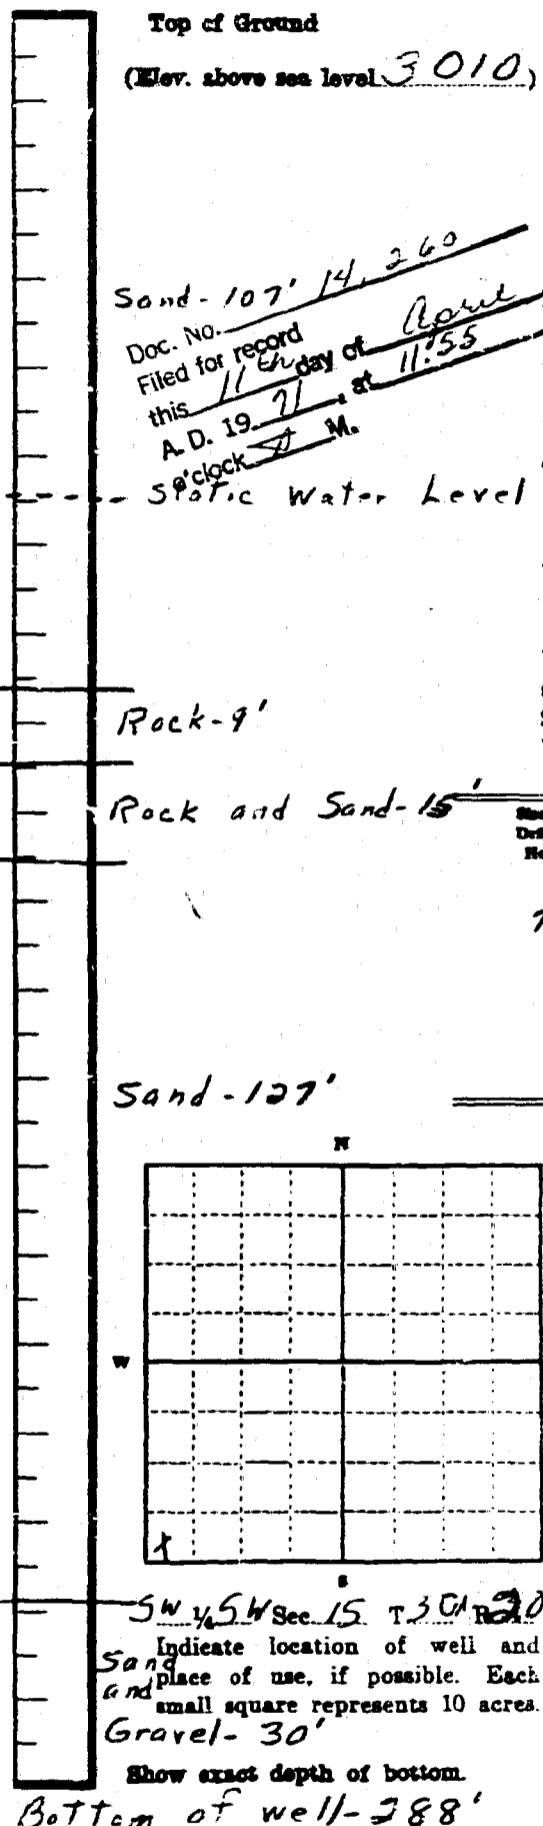 Top of Ground
(Elev. above sea level 3010)
Sand - 107' 14,260
Doc. No.
Filed for record
this 11th day of April
A. D. 19 71, at 11:55
o'clock M.
Static Water Level
Rock - 9'
Rock and Sand - 15'
Sand - 127'
N
W
S
SW ¼ SW Sec. 15 T 3 R 20
Indicate location of well and
place of use, if possible. Each
small square represents 10 acres.
Sand
and
Gravel - 30'
Show exact depth of bottom.
Bottom of well - 288'